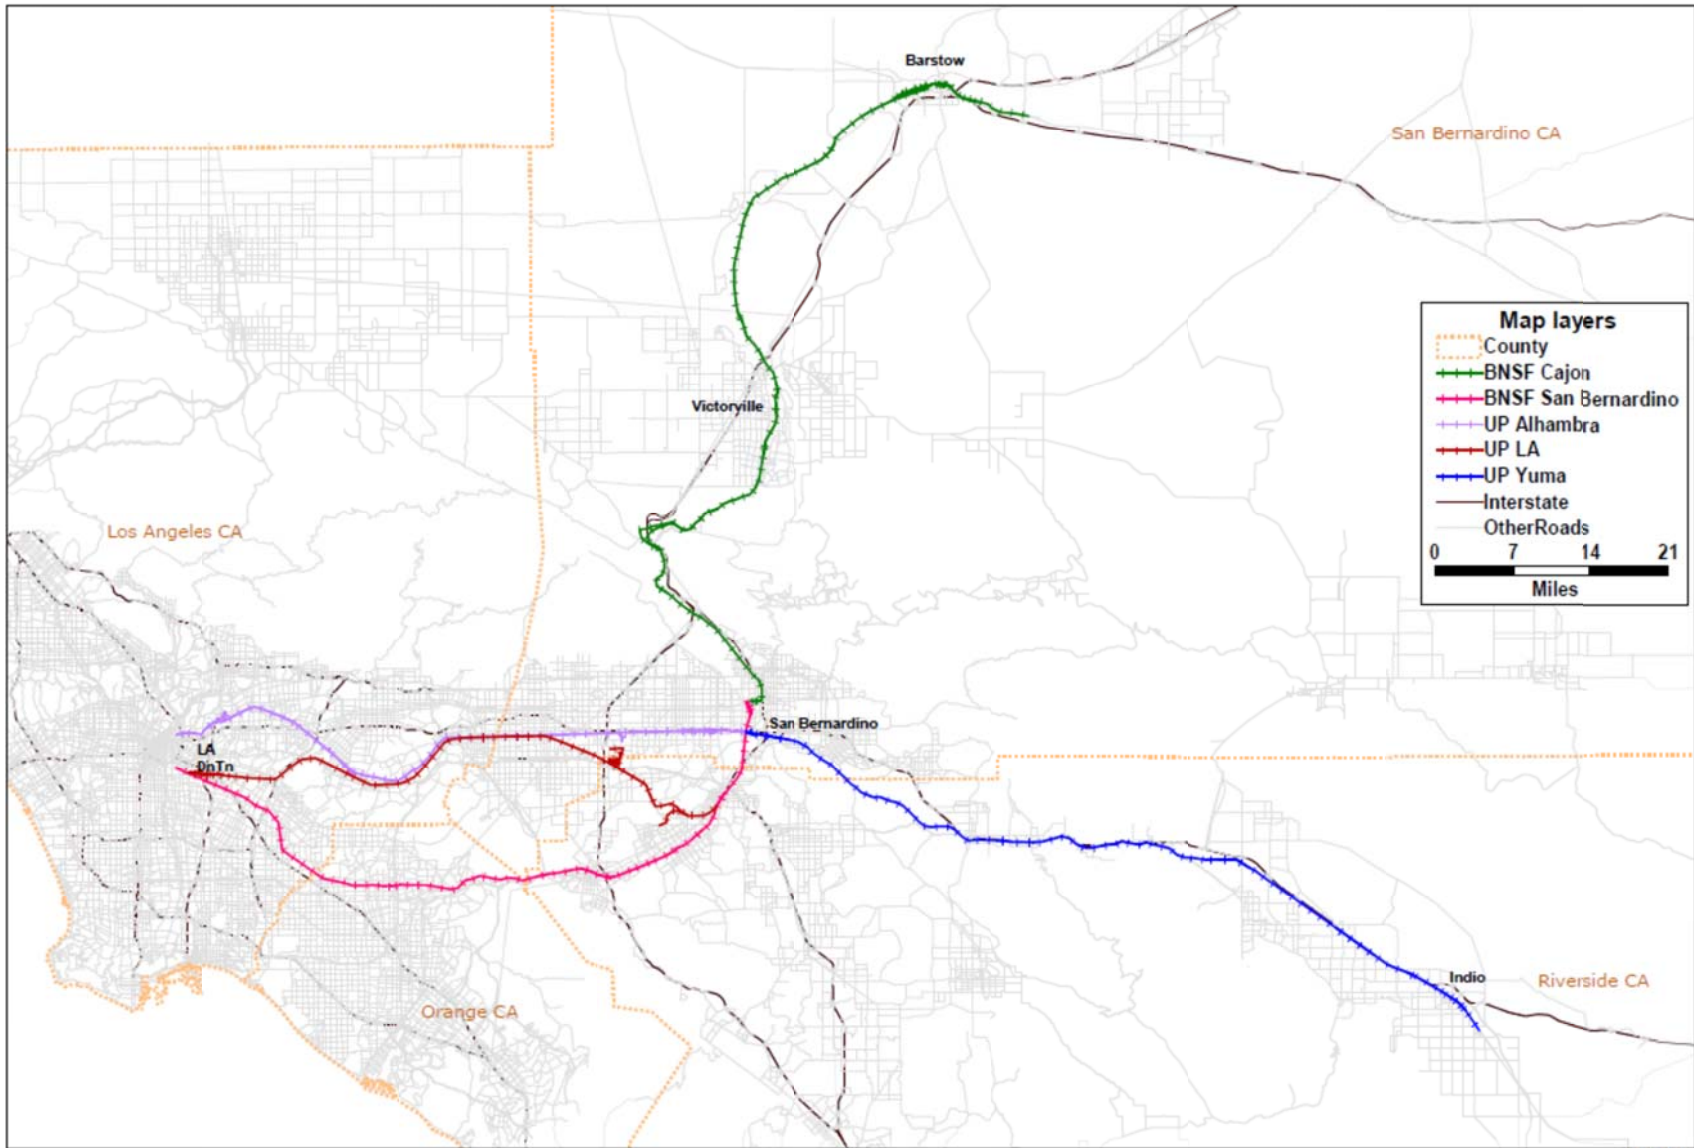 Barstow
San Bernardino CA
Map layers
County
BNSF Cajon
BNSF San Bernardino
UP Alhambra
UP LA
UP Yuma
Interstate
OtherRoads
0 7 14 21
Miles
Victorville
Los Angeles CA
San Bernardino
LA
DnTn
Indio
Riverside CA
Orange CA